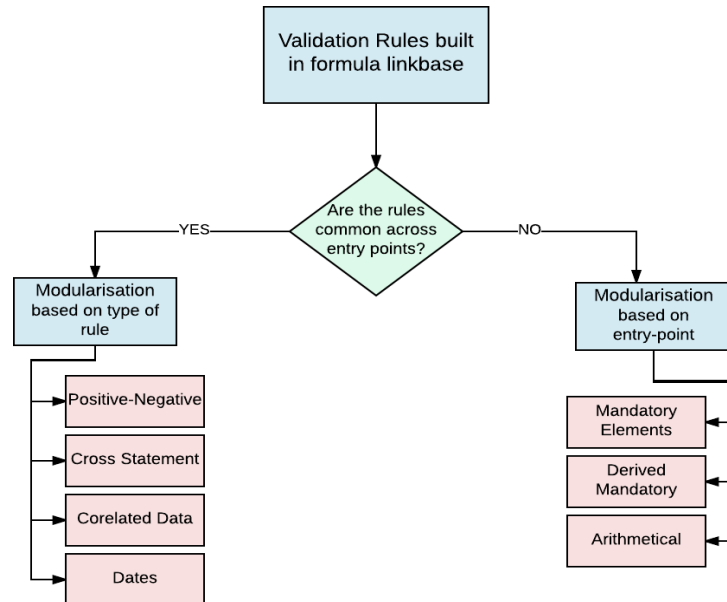 Validation Rules built
in formula linkbase
Are the rules
common across
entry points?
YES
NO
Modularisation
based on type of
rule
Modularisation
based on
entry-point
Positive-Negative
Cross Statement
Corelated Data
Dates
Mandatory
Elements
Derived
Mandatory
Arithmetical